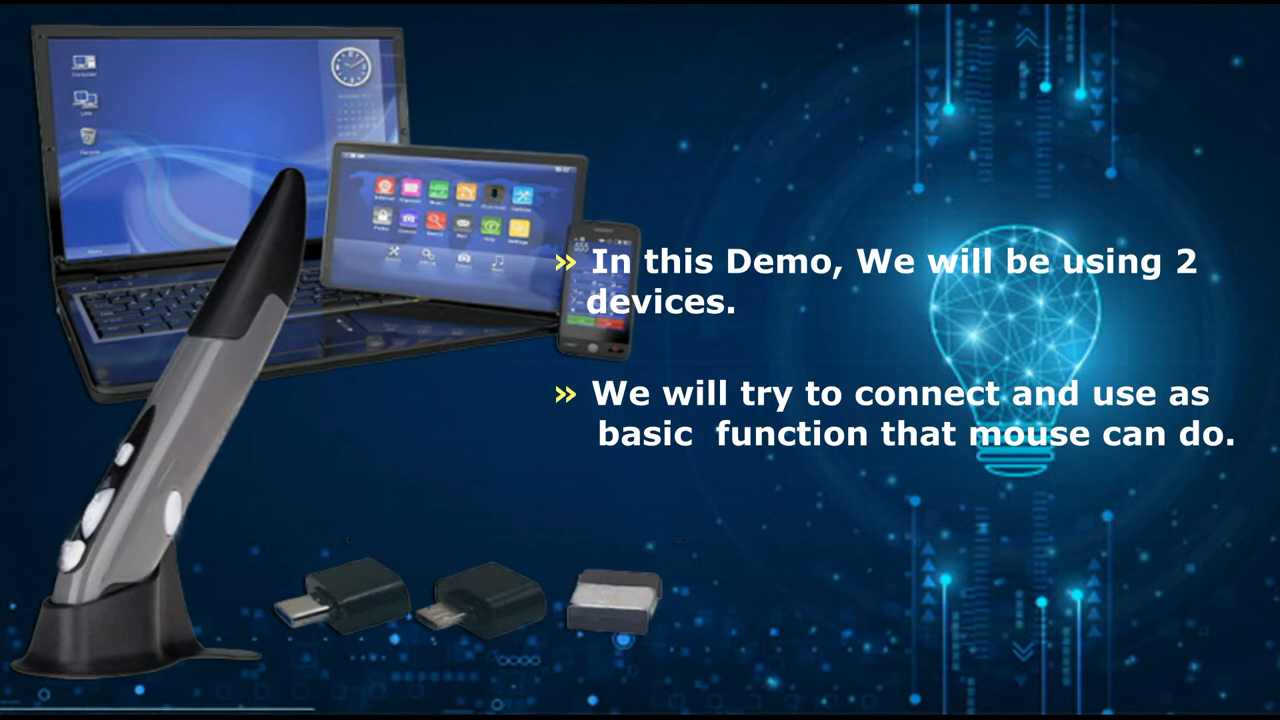 » In this Demo, We will be using 2
devices.
» We will try to connect and use as
basic  function that mouse can do.